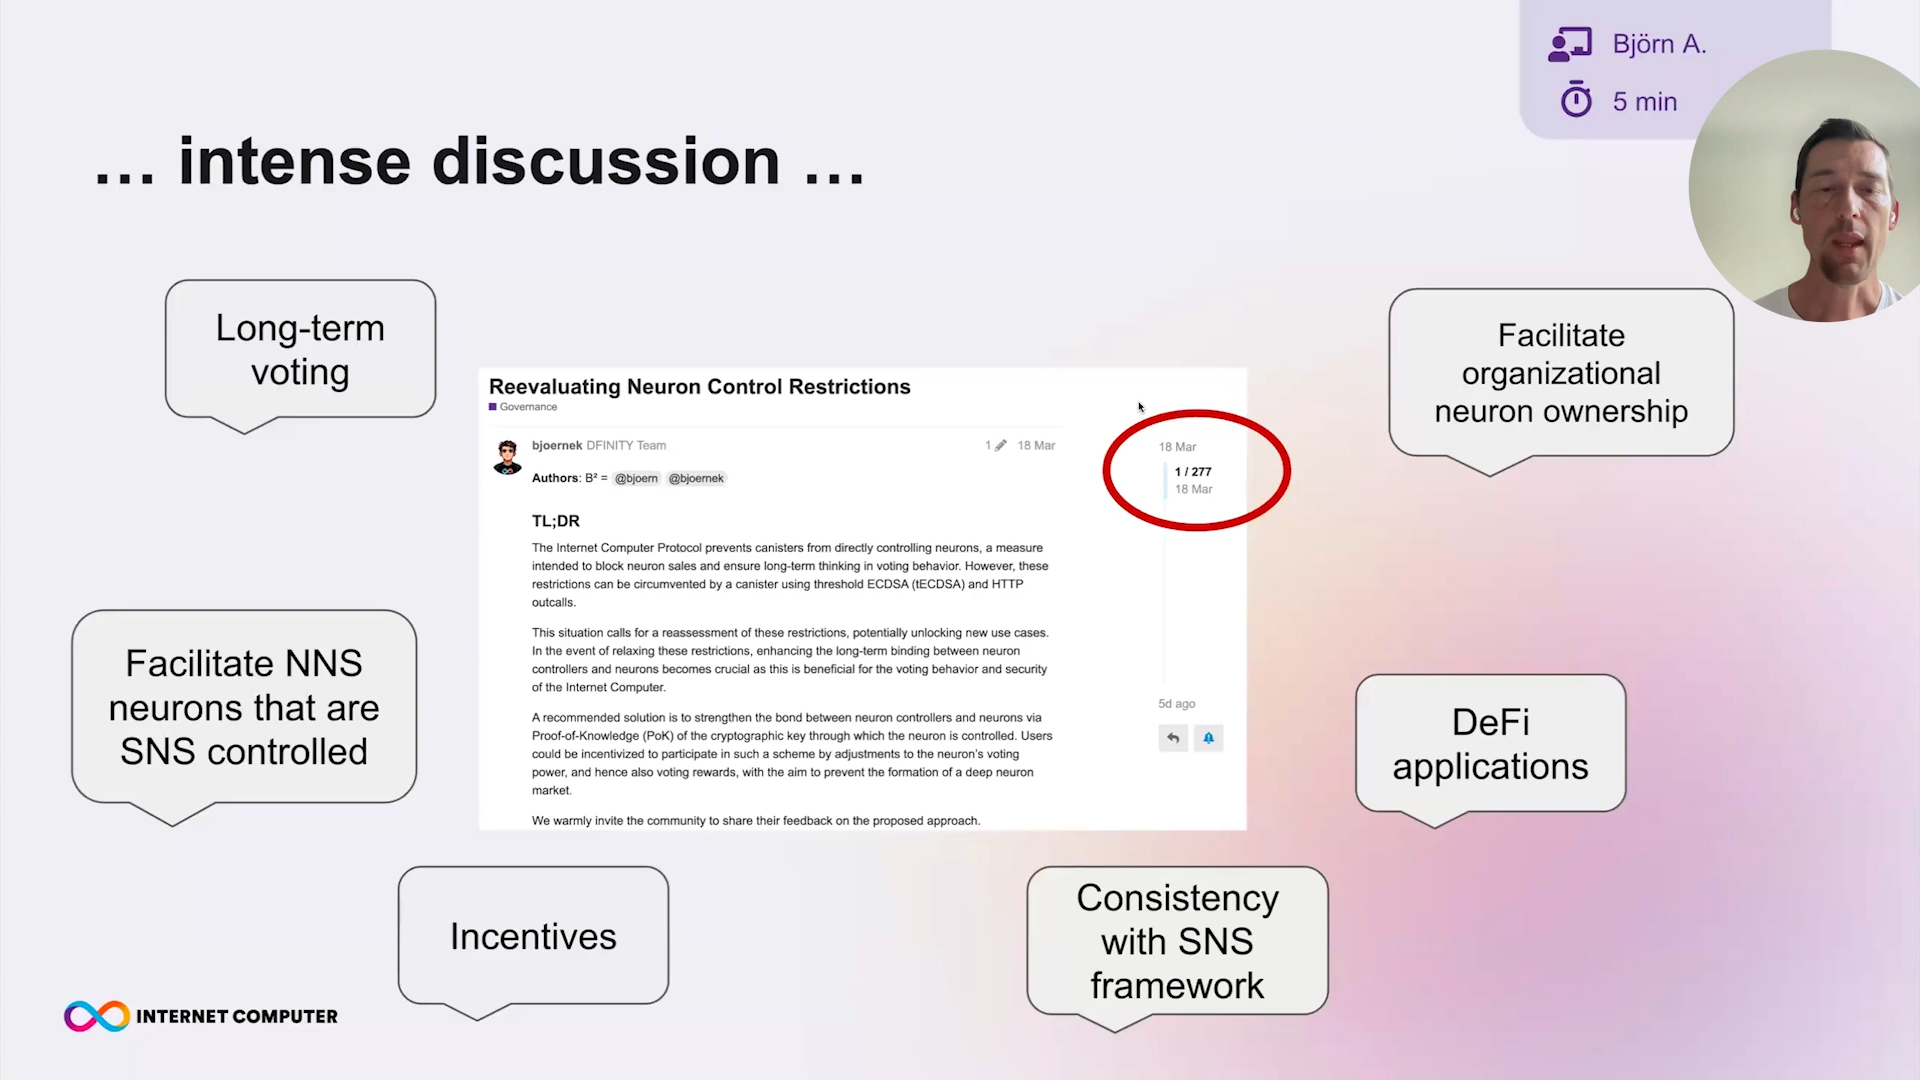 Björn A.
5 min
… intense discussion …
Long-term
voting
Facilitate
organizational
neuron ownership
Reevaluating Neuron Control Restrictions
Governance
bjoernek DFINITY Team
1
18 Mar
Authors: B² = @bjoern @bjoernek
TL;DR
The Internet Computer Protocol prevents canisters from directly controlling neurons, a measure
intended to block neuron sales and ensure long-term thinking in voting behavior. However, these
restrictions can be circumvented by a canister using threshold ECDSA (tECDSA) and HTTP
outcalls.
This situation calls for a reassessment of these restrictions, potentially unlocking new use cases.
In the event of relaxing these restrictions, enhancing the long-term binding between neuron
controllers and neurons becomes crucial as this is beneficial for the voting behavior and security
of the Internet Computer.
A recommended solution is to strengthen the bond between neuron controllers and neurons via
Proof-of-Knowledge (PoK) of the cryptographic key through which the neuron is controlled. Users
could be incentivized to participate in such a scheme by adjustments to the neuron's voting
power, and hence also voting rewards, with the aim to prevent the formation of a deep neuron
market.
We warmly invite the community to share their feedback on the proposed approach.
18 Mar
1 / 277
18 Mar
5d ago
Facilitate NNS
neurons that are
SNS controlled
DeFi
applications
Incentives
Consistency
with SNS
framework
INTERNET COMPUTER